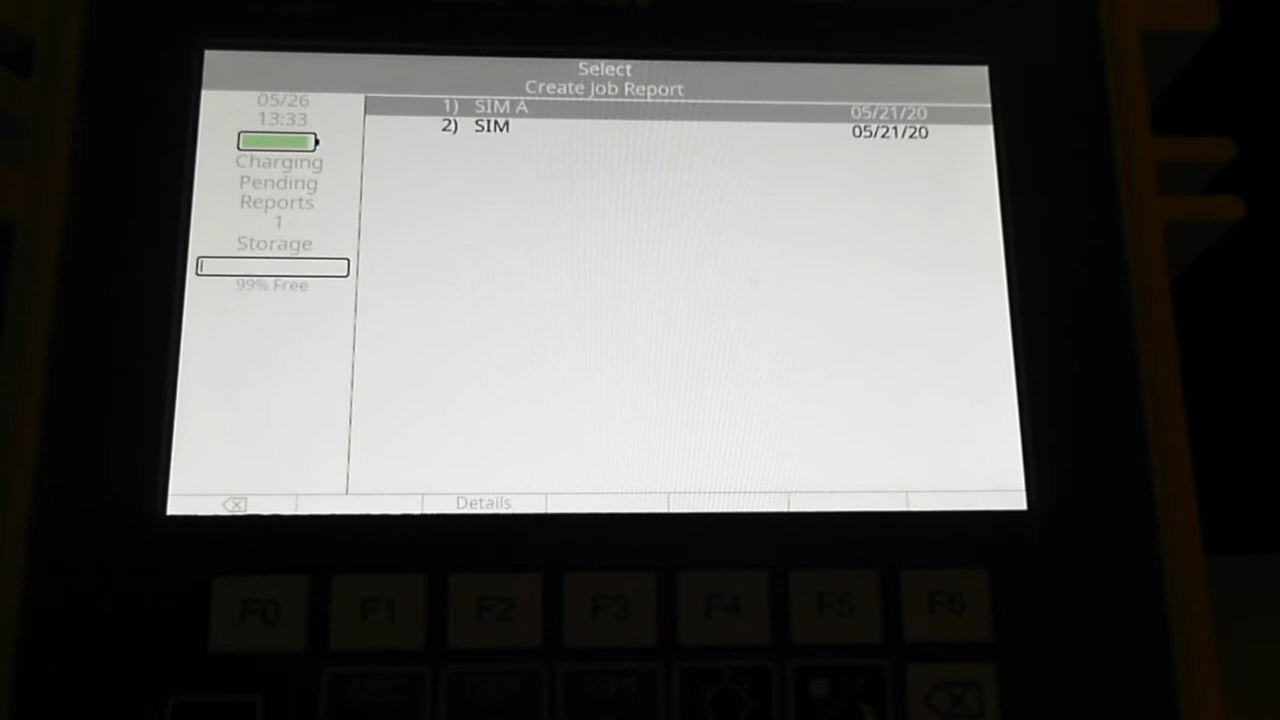 Select
Create Job Report
05/26
13:33
Charging
Pending
Reports
1
Storage
99% Free
1) SIM A 05/21/20
2) SIM 05/21/20
Details
F0 F1 F2 F3 F4 F5 F6